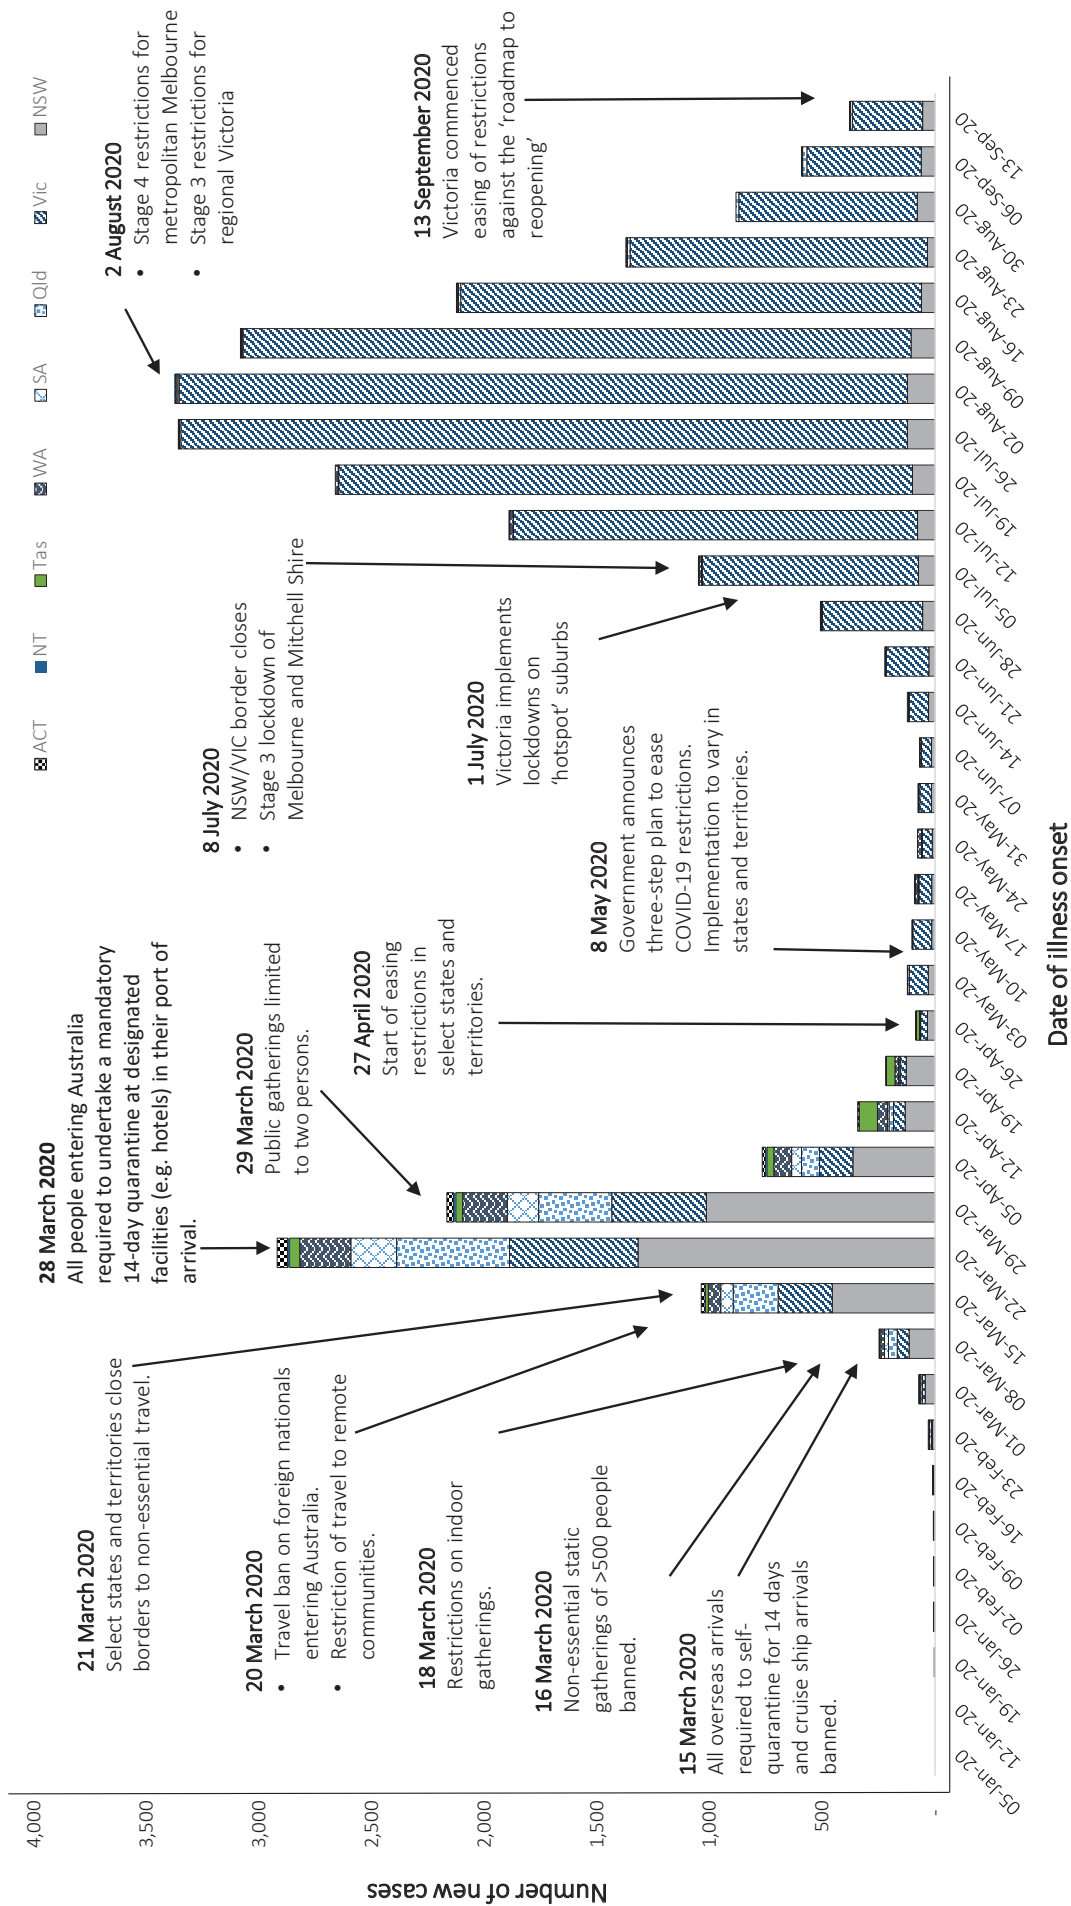 ACT
NT
Tas
WA
SA
Qld
Vic
NSW
Number of new cases
4,000
3,500
3,000
2,500
2,000
1,500
1,000
500
-
28 March 2020
All people entering Australia
required to undertake a mandatory
14-day quarantine at designated
facilities (e.g. hotels) in their port of
arrival.
21 March 2020
Select states and territories close
borders to non-essential travel.
20 March 2020
• Travel ban on foreign nationals
entering Australia.
• Restriction of travel to remote
communities.
18 March 2020
Restrictions on indoor
gatherings.
16 March 2020
Non-essential static
gatherings of >500 people
banned.
15 March 2020
All overseas arrivals
required to self-
quarantine for 14 days
and cruise ship arrivals
banned.
29 March 2020
Public gatherings limited
to two persons.
27 April 2020
Start of easing
restrictions in
select states and
territories.
8 May 2020
Government announces
three-step plan to ease
COVID-19 restrictions.
Implementation to vary in
states and territories.
8 July 2020
• NSW/VIC border closes
• Stage 3 lockdown of
Melbourne and Mitchell Shire
1 July 2020
Victoria implements
lockdowns on
‘hotspot’ suburbs
2 August 2020
• Stage 4 restrictions for
metropolitan Melbourne
• Stage 3 restrictions for
regional Victoria
13 September 2020
Victoria commenced
easing of restrictions
against the ‘roadmap to
reopening’
05-Jan-20
12-Jan-20
19-Jan-20
26-Jan-20
02-Feb-20
09-Feb-20
16-Feb-20
23-Feb-20
01-Mar-20
08-Mar-20
15-Mar-20
22-Mar-20
29-Mar-20
05-Apr-20
12-Apr-20
19-Apr-20
26-Apr-20
03-May-20
10-May-20
17-May-20
24-May-20
31-May-20
07-Jun-20
14-Jun-20
21-Jun-20
28-Jun-20
05-Jul-20
12-Jul-20
19-Jul-20
26-Jul-20
02-Aug-20
09-Aug-20
16-Aug-20
23-Aug-20
30-Aug-20
06-Sep-20
13-Sep-20
Date of illness onset